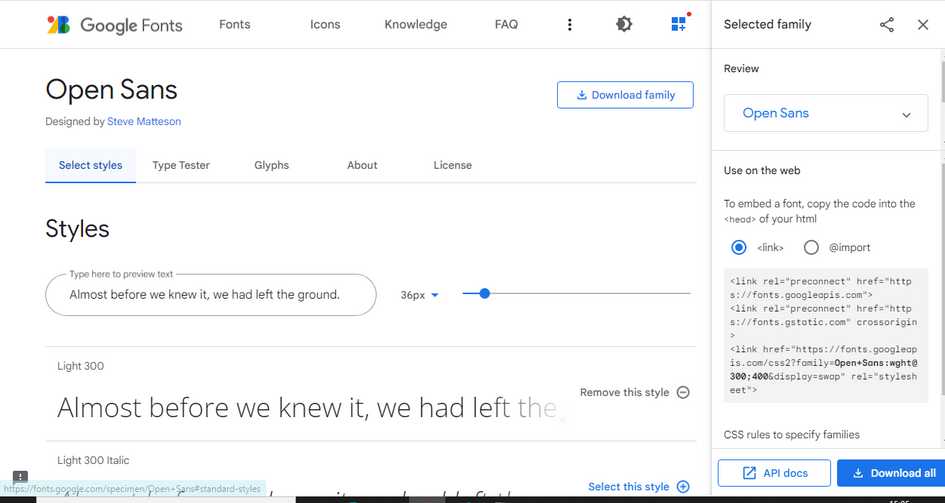 Google Fonts
Fonts
Icons
Knowledge
FAQ
Selected family
Open Sans
Download family
Designed by Steve Matteson
Select styles
Type Tester
Glyphs
About
License
Styles
Type here to preview text
Almost before we knew it, we had left the ground.
36px
Light 300
Almost before we knew it, we had left the
Remove this style
Light 300 Italic
Select this style
https://fonts.google.com/specimen/Open+Sans#standard-styles
Review
Open Sans
Use on the web
To embed a font, copy the code into the
<head> of your html
<link>
@import
<link rel="preconnect" href="http
s://fonts.googleapis.com">
<link rel="preconnect" href="http
s://fonts.gstatic.com" crossorigin
>
<link href="https://fonts.googleap
is.com/css2?family=Open+Sans:wght@
300;400&display=swap" rel="stylesh
eet">
CSS rules to specify families
API docs
Download all